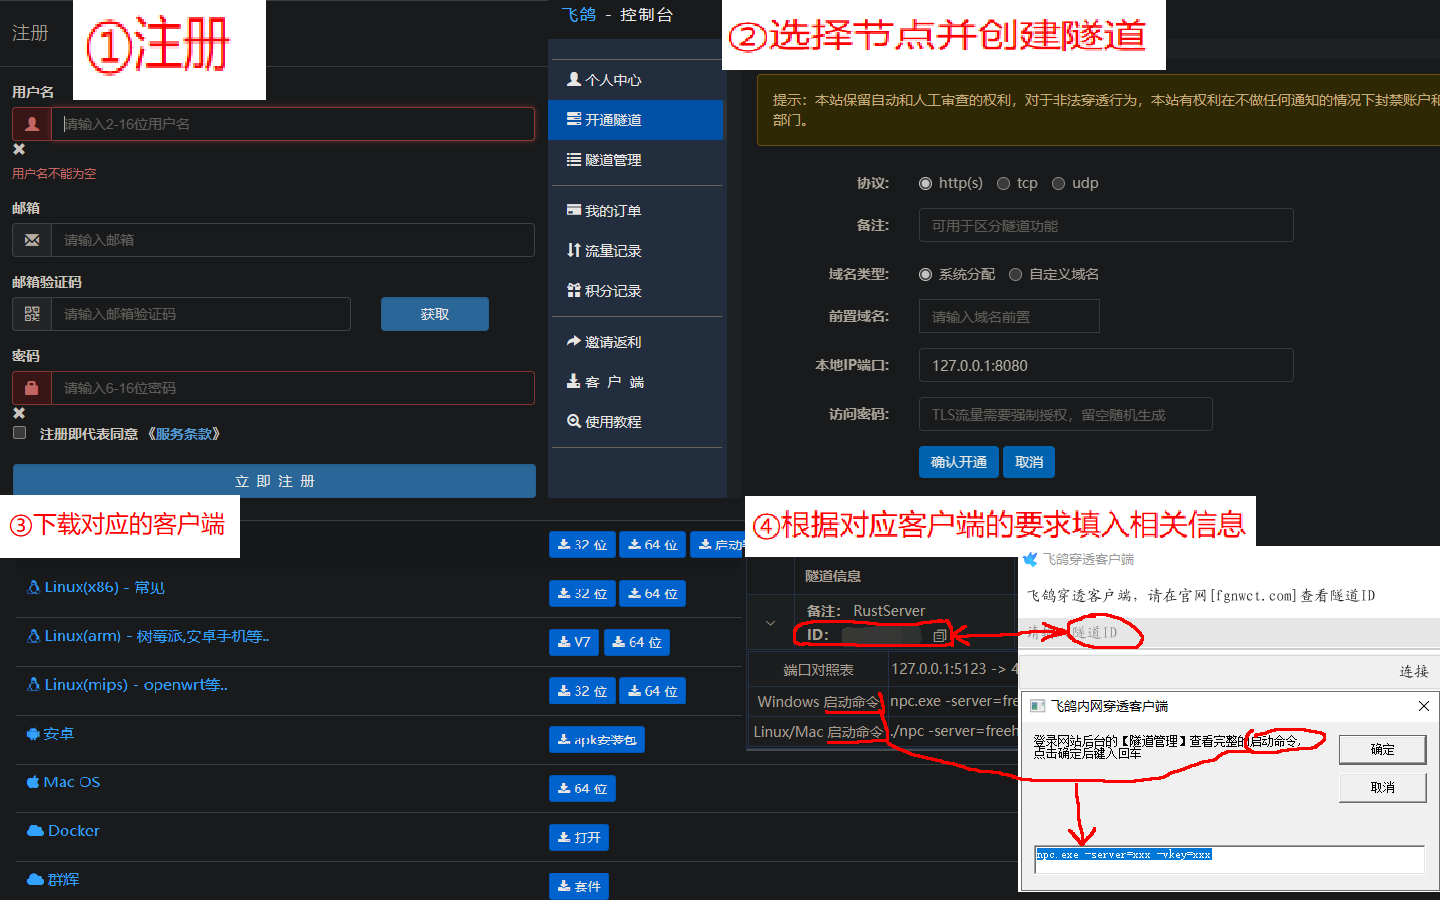 注册
①注册
用户名
请输入2-16位用户名
用户名不能为空
邮箱
请输入邮箱
邮箱验证码
请输入邮箱验证码
获取
密码
请输入6-16位密码
注册即代表同意 《服务条款》
立 即 注 册
飞鸽 - 控制台
个人中心
开通隧道
隧道管理
我的订单
流量记录
积分记录
邀请返利
客 户 端
使用教程
②选择节点并创建隧道
提示：本站保留自动和人工审查的权利，对于非法穿透行为，本站有权利在不做任何通知的情况下封禁账户和
部门。
协议: http(s) tcp udp
备注: 可用于区分隧道功能
域名类型: 系统分配 自定义域名
前置域名: 请输入域名前置
本地IP端口: 127.0.0.1:8080
访问密码: TLS流量需要强制授权，留空随机生成
确认开通 取消
③下载对应的客户端
32 位 64 位 启动
Linux(x86) - 常见 32 位 64 位
Linux(arm) - 树莓派,安卓手机等.. V7 64 位
Linux(mips) - openwrt等.. 32 位 64 位
安卓 apk安装包
Mac OS 64 位
Docker 打开
群辉 套件
④根据对应客户端的要求填入相关信息
隧道信息
备注: RustServer
ID:
端口对照表 127.0.0.1:5123 -> 4
Windows 启动命令 npc.exe -server=fre
Linux/Mac 启动命令 ./npc -server=freeh
飞鸽穿透客户端
飞鸽穿透客户端，请在官网[fgnwct.com]查看隧道ID
隧道ID
连接
飞鸽内网穿透客户端
登录网站后台的【隧道管理】查看完整的启动命令,
点击确定后键入回车
确定
取消
npc.exe -server=xxx -vkey=xxx